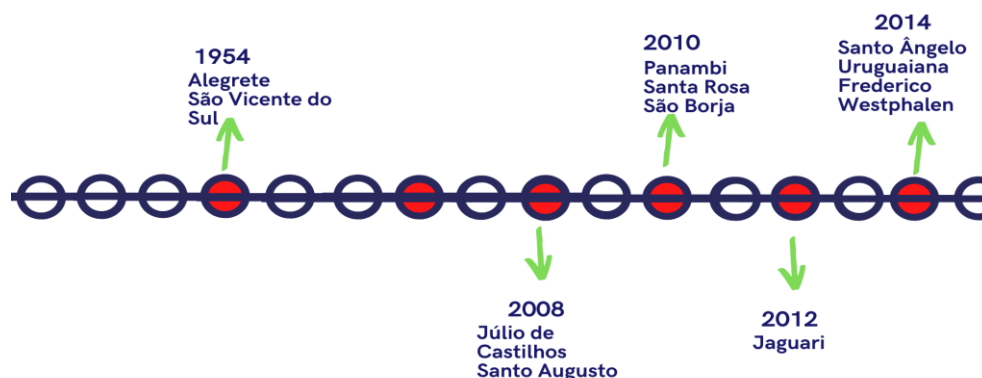 1954
Alegrete
São Vicente do
Sul
2008
Júlio de
Castilhos
Santo Augusto
2010
Panambi
Santa Rosa
São Borja
2012
Jaguari
2014
Santo Ângelo
Uruguaiana
Frederico
Westphalen